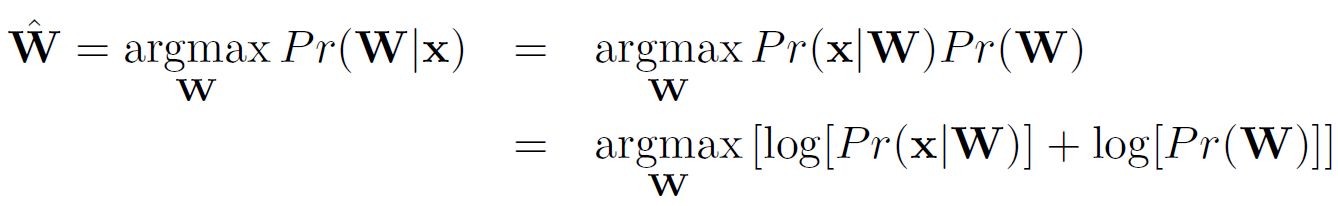 Ŵ = argmax_W Pr(W|x) = argmax_W Pr(x|W)Pr(W)
= argmax_W [log[Pr(x|W)] + log[Pr(W)]]